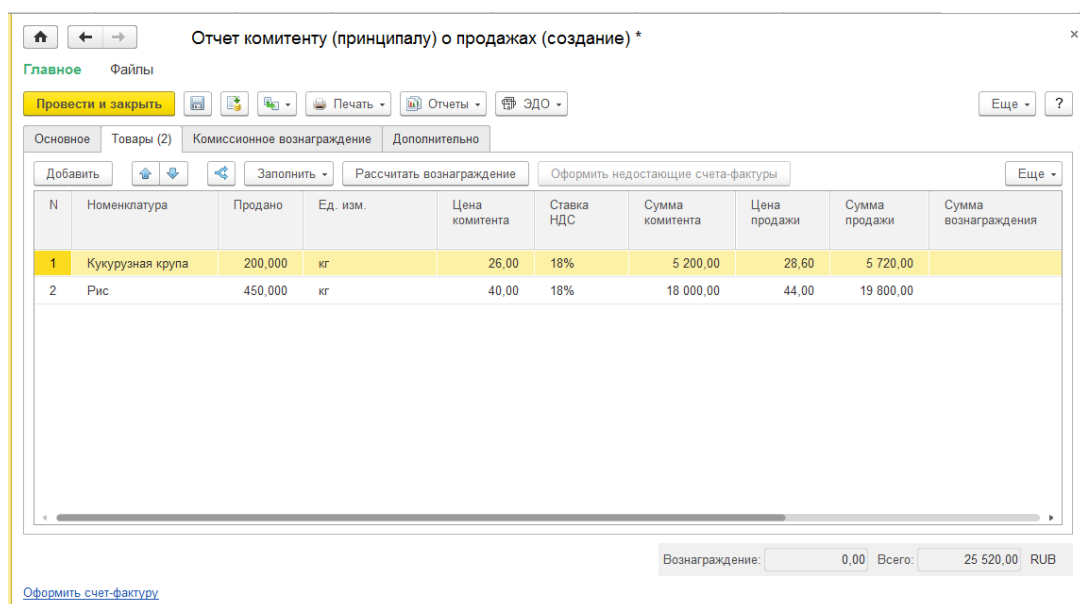 Отчет комитенту (принципалу) о продажах (создание) *
Главное Файлы
Провести и закрыть Печать Отчеты ЭДО Еще ?
Основное Товары (2) Комиссионное вознаграждение Дополнительно
Добавить Заполнить Рассчитать вознаграждение Оформить недостающие счета-фактуры Еще
N Номенклатура Продано Ед. изм. Цена комитента Ставка НДС Сумма комитента Цена продажи Сумма продажи Сумма вознаграждения
1 Кукурузная крупа 200,000 кг 26,00 18% 5 200,00 28,60 5 720,00
2 Рис 450,000 кг 40,00 18% 18 000,00 44,00 19 800,00
Вознаграждение: 0,00 Всего: 25 520,00 RUB
Оформить счет-фактуру